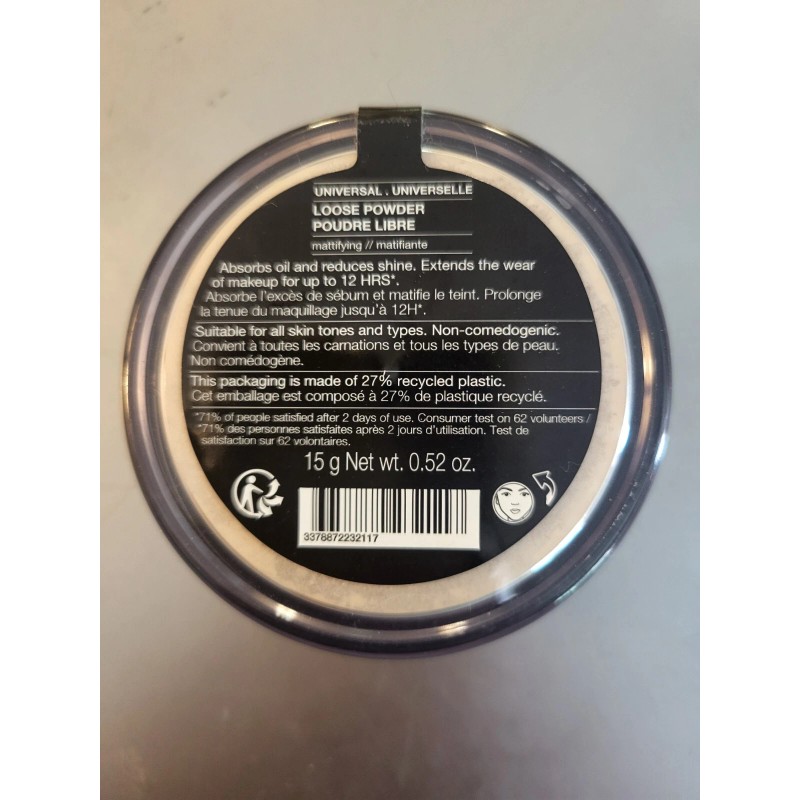 UNIVERSAL . UNIVERSELLE
LOOSE POWDER
POUDRE LIBRE
mattifying // matifiante
Absorbs oil and reduces shine. Extends the wear
of makeup for up to 12 HRS*.
Absorbe l'excès de sébum et matifie le teint. Prolonge
la tenue du maquillage jusqu'à 12H*.
Suitable for all skin tones and types. Non-comedogenic.
Convient à toutes les carnations et tous les types de peau.
Non comédogène.
This packaging is made of 27% recycled plastic.
Cet emballage est composé à 27% de plastique recyclé.
*71% of people satisfied after 2 days of use. Consumer test on 62 volunteers /
*71% des personnes satisfaites après 2 jours d'utilisation. Test de
satisfaction sur 62 volontaires.
15 g Net wt. 0.52 oz.
3378872232117